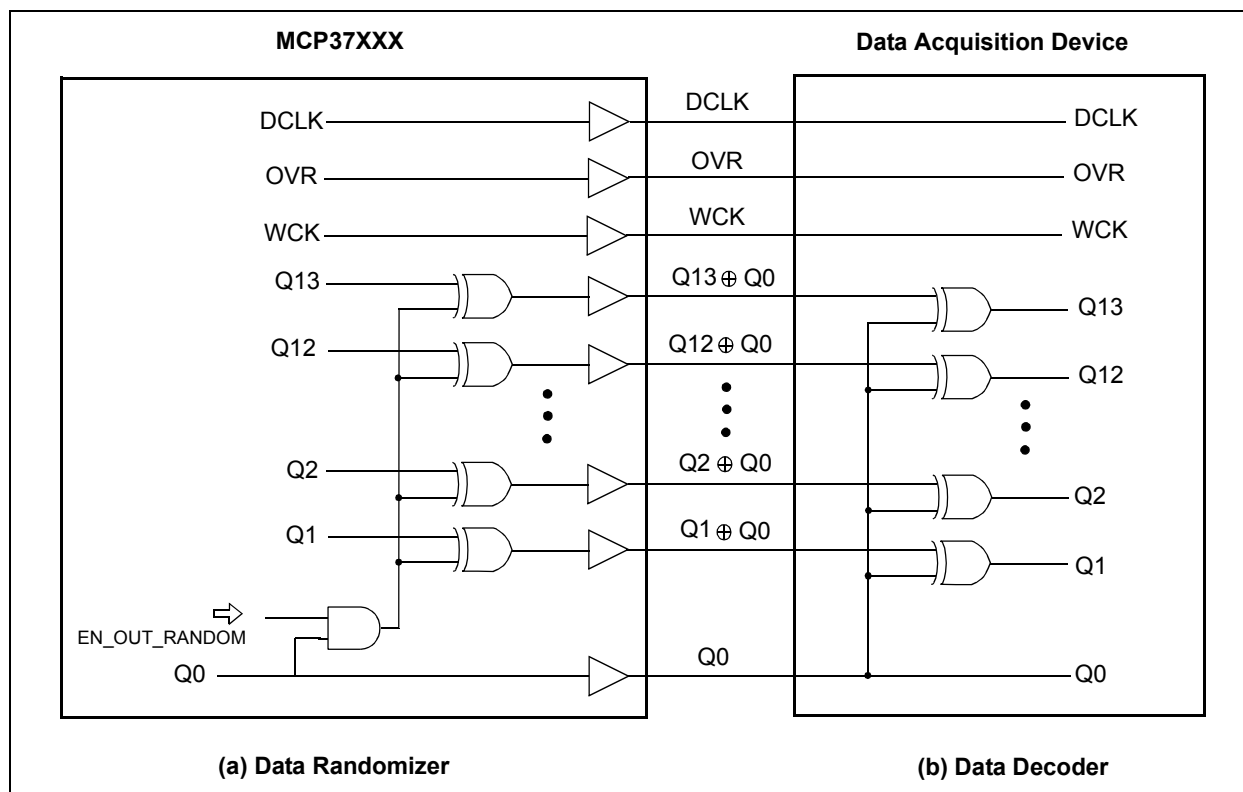 MCP37XXX Data Acquisition Device
DCLK DCLK DCLK
OVR OVR OVR
WCK WCK WCK
Q13 Q13 ⊕ Q0 Q13
Q12 Q12 ⊕ Q0 Q12
Q2 Q2 ⊕ Q0 Q2
Q1 Q1 ⊕ Q0 Q1
EN_OUT_RANDOM
Q0 Q0 Q0
(a) Data Randomizer (b) Data Decoder